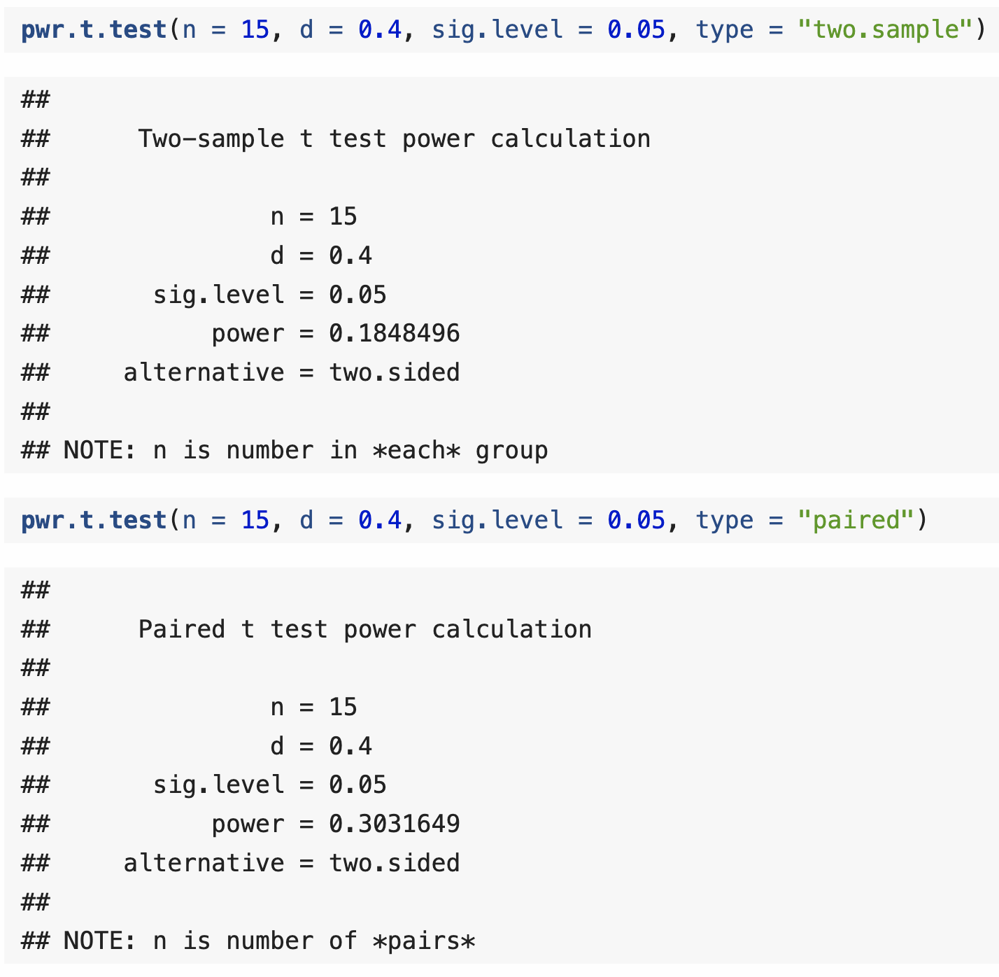 pwr.t.test(n = 15, d = 0.4, sig.level = 0.05, type = "two.sample")
##
##      Two-sample t test power calculation
##
##               n = 15
##               d = 0.4
##       sig.level = 0.05
##           power = 0.1848496
##     alternative = two.sided
##
## NOTE: n is number in *each* group
pwr.t.test(n = 15, d = 0.4, sig.level = 0.05, type = "paired")
##
##      Paired t test power calculation
##
##               n = 15
##               d = 0.4
##       sig.level = 0.05
##           power = 0.3031649
##     alternative = two.sided
##
## NOTE: n is number of *pairs*